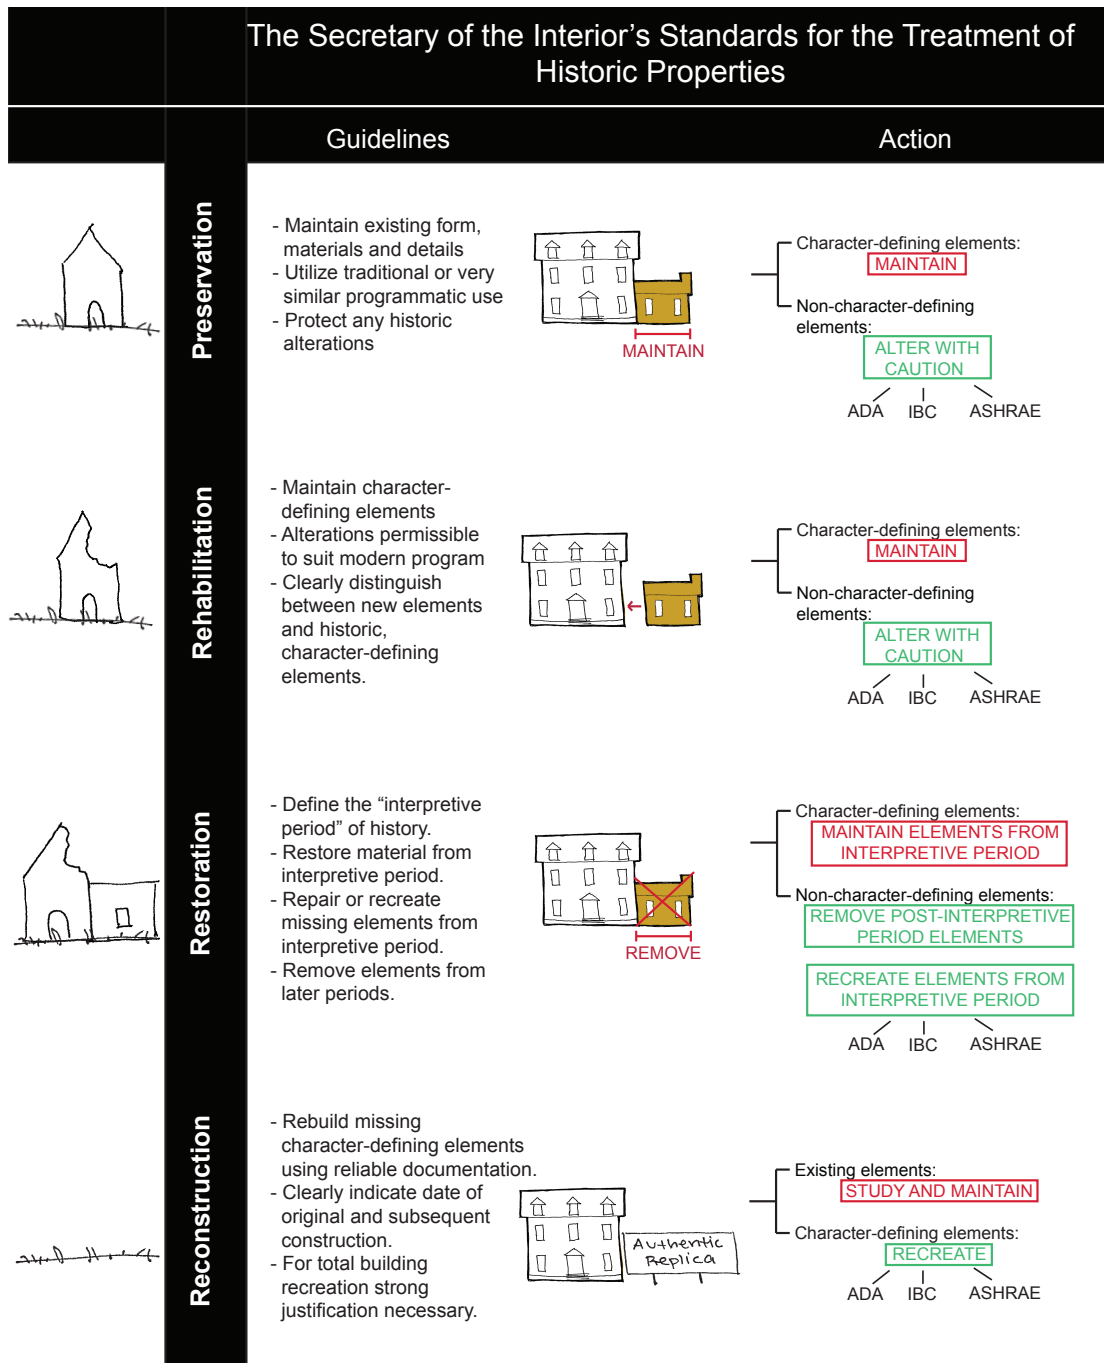 The Secretary of the Interior's Standards for the Treatment of
Historic Properties
Guidelines
Action
Preservation
- Maintain existing form,
materials and details
- Utilize traditional or very
similar programmatic use
- Protect any historic
alterations
MAINTAIN
Character-defining elements:
MAINTAIN
Non-character-defining
elements:
ALTER WITH
CAUTION
ADA IBC ASHRAE
Rehabilitation
- Maintain character-
defining elements
- Alterations permissible
to suit modern program
- Clearly distinguish
between new elements
and historic,
character-defining
elements.
Character-defining elements:
MAINTAIN
Non-character-defining
elements:
ALTER WITH
CAUTION
ADA IBC ASHRAE
Restoration
- Define the “interpretive
period” of history.
- Restore material from
interpretive period.
- Repair or recreate
missing elements from
interpretive period.
- Remove elements from
later periods.
REMOVE
Character-defining elements:
MAINTAIN ELEMENTS FROM
INTERPRETIVE PERIOD
Non-character-defining elements:
REMOVE POST-INTERPRETIVE
PERIOD ELEMENTS
RECREATE ELEMENTS FROM
INTERPRETIVE PERIOD
ADA IBC ASHRAE
Reconstruction
- Rebuild missing
character-defining elements
using reliable documentation.
- Clearly indicate date of
original and subsequent
construction.
- For total building
recreation strong
justification necessary.
Authentic
Replica
Existing elements:
STUDY AND MAINTAIN
Character-defining elements:
RECREATE
ADA IBC ASHRAE